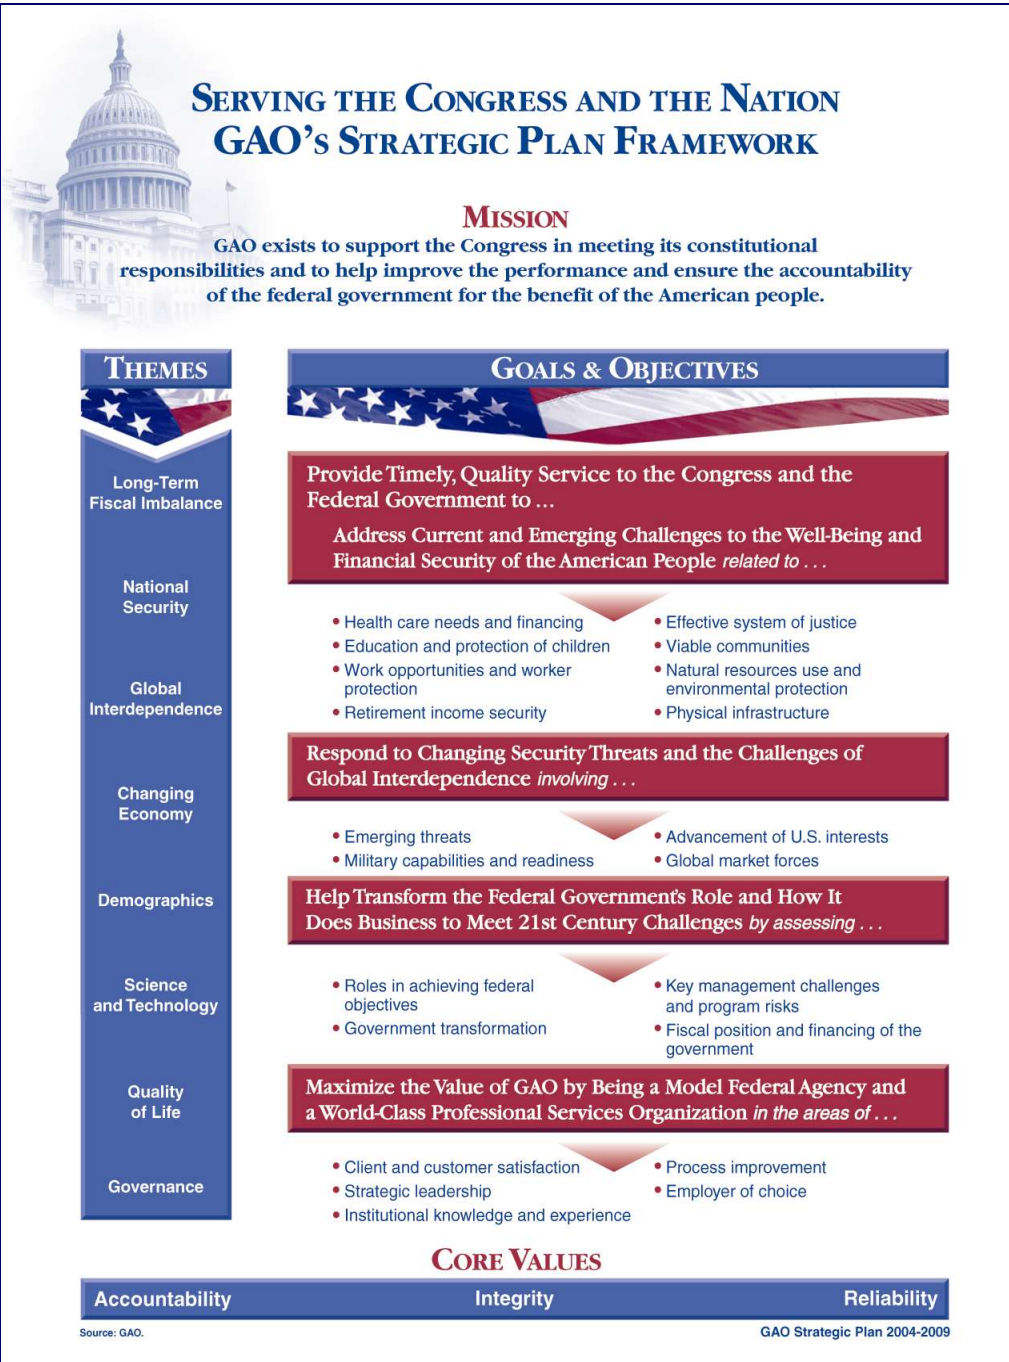 SERVING THE CONGRESS AND THE NATION
GAO'S STRATEGIC PLAN FRAMEWORK
MISSION
GAO exists to support the Congress in meeting its constitutional
responsibilities and to help improve the performance and ensure the accountability
of the federal government for the benefit of the American people.
THEMES
Long-Term
Fiscal Imbalance
National
Security
Global
Interdependence
Changing
Economy
Demographics
Science
and Technology
Quality
of Life
Governance
GOALS & OBJECTIVES
Provide Timely, Quality Service to the Congress and the
Federal Government to ...
Address Current and Emerging Challenges to the Well-Being and
Financial Security of the American People related to . . .
• Health care needs and financing
• Education and protection of children
• Work opportunities and worker
protection
• Retirement income security
• Effective system of justice
• Viable communities
• Natural resources use and
environmental protection
• Physical infrastructure
Respond to Changing Security Threats and the Challenges of
Global Interdependence involving . . .
• Emerging threats
• Military capabilities and readiness
• Advancement of U.S. interests
• Global market forces
Help Transform the Federal Government's Role and How It
Does Business to Meet 21st Century Challenges by assessing . . .
• Roles in achieving federal
objectives
• Government transformation
• Key management challenges
and program risks
• Fiscal position and financing of the
government
Maximize the Value of GAO by Being a Model Federal Agency and
a World-Class Professional Services Organization in the areas of . . .
• Client and customer satisfaction
• Strategic leadership
• Institutional knowledge and experience
• Process improvement
• Employer of choice
CORE VALUES
Accountability
Integrity
Reliability
Source: GAO.
GAO Strategic Plan 2004-2009